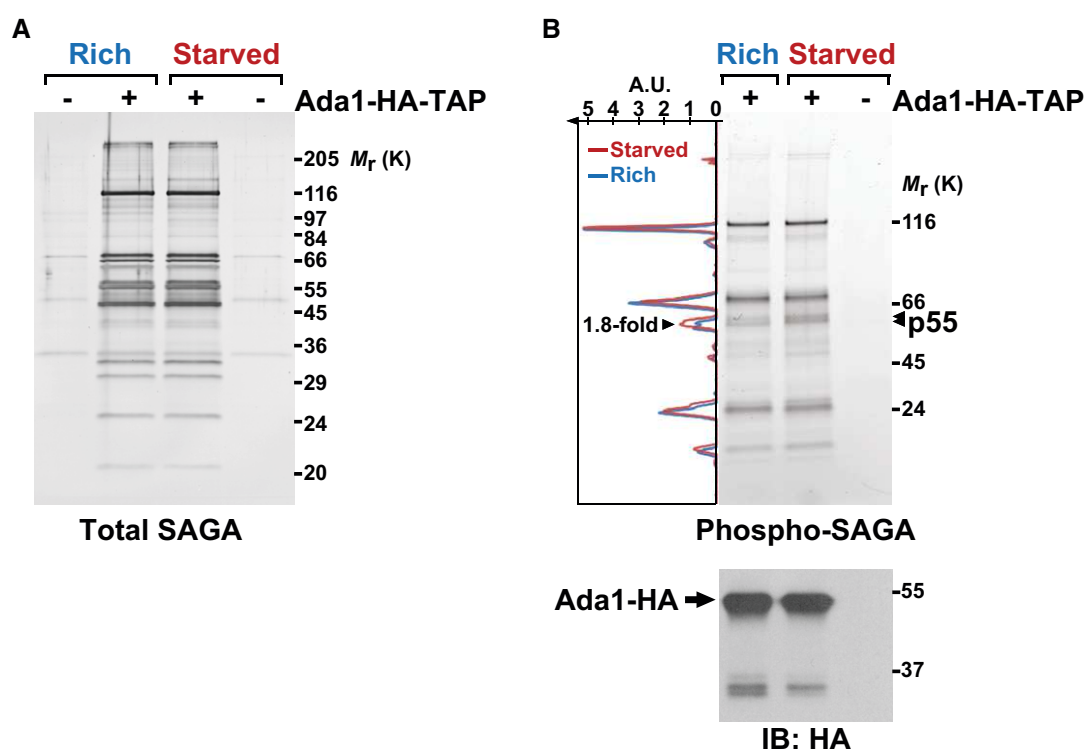 A
Rich Starved
- + + - Ada1-HA-TAP
205 Mr (K)
116
97
84
66
55
45
36
29
24
20
Total SAGA
B
Rich Starved
A.U.
+ + - Ada1-HA-TAP
5 4 3 2 1 0
Starved
Rich
Mr (K)
116
66
1.8-fold
p55
45
24
Phospho-SAGA
Ada1-HA
55
37
IB: HA